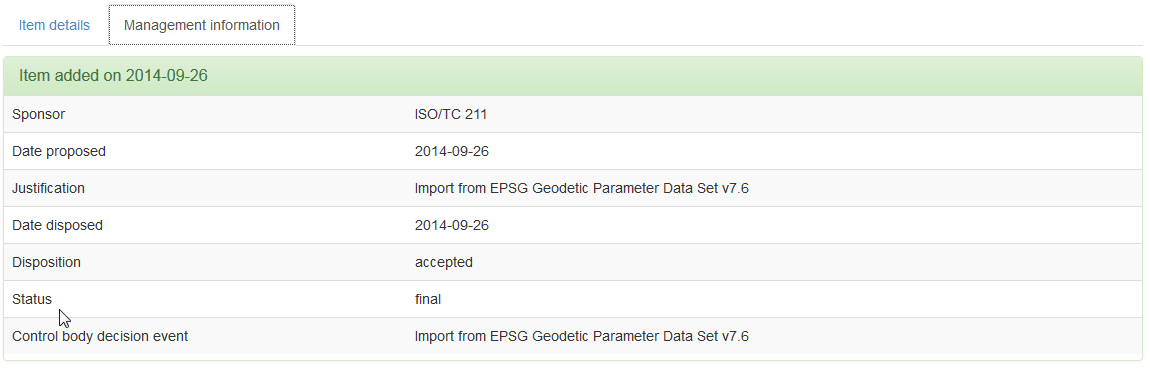 Item details Management information
Item added on 2014-09-26
Sponsor ISO/TC 211
Date proposed 2014-09-26
Justification Import from EPSG Geodetic Parameter Data Set v7.6
Date disposed 2014-09-26
Disposition accepted
Status final
Control body decision event Import from EPSG Geodetic Parameter Data Set v7.6